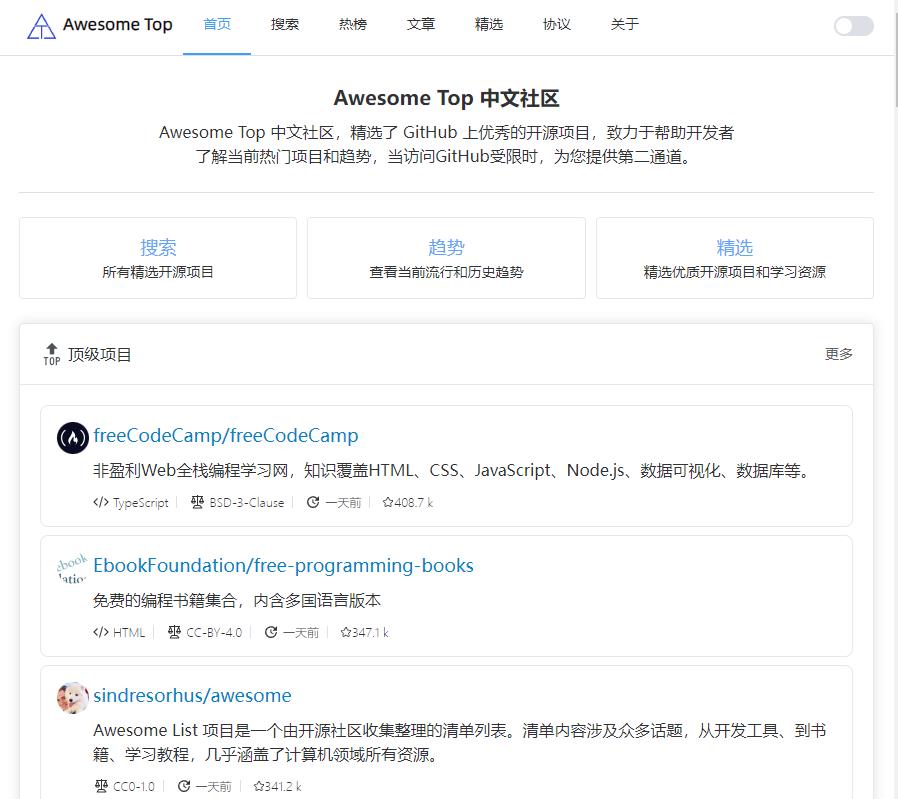 Awesome Top 首页 搜索 热榜 文章 精选 协议 关于
Awesome Top 中文社区
Awesome Top 中文社区，精选了 GitHub 上优秀的开源项目，致力于帮助开发者
了解当前热门项目和趋势，当访问GitHub受限时，为您提供第二通道。
搜索
所有精选开源项目
趋势
查看当前流行和历史趋势
精选
精选优质开源项目和学习资源
TOP 顶级项目 更多
freeCodeCamp/freeCodeCamp
非盈利Web全栈编程学习网，知识覆盖HTML、CSS、JavaScript、Node.js、数据可视化、数据库等。
TypeScript BSD-3-Clause 一天前 408.7 k
EbookFoundation/free-programming-books
免费的编程书籍集合，内含多国语言版本
HTML CC-BY-4.0 一天前 347.1 k
sindresorhus/awesome
Awesome List 项目是一个由开源社区收集整理的清单列表。清单内容涉及众多话题，从开发工具、到书
籍、学习教程，几乎涵盖了计算机领域所有资源。
CC0-1.0 一天前 341.2 k